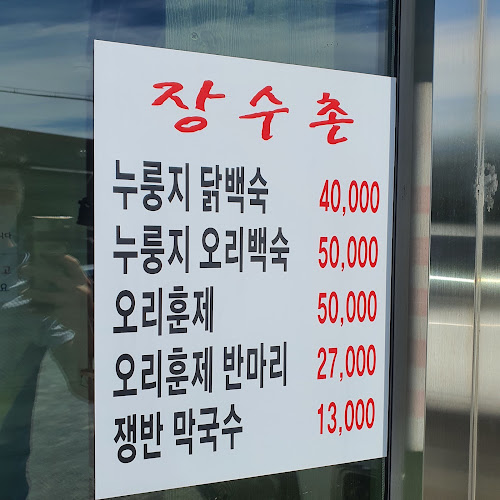 장수촌
누룽지 닭백숙 40,000
누룽지 오리백숙 50,000
오리훈제 50,000
오리훈제 반마리 27,000
쟁반 막국수 13,000